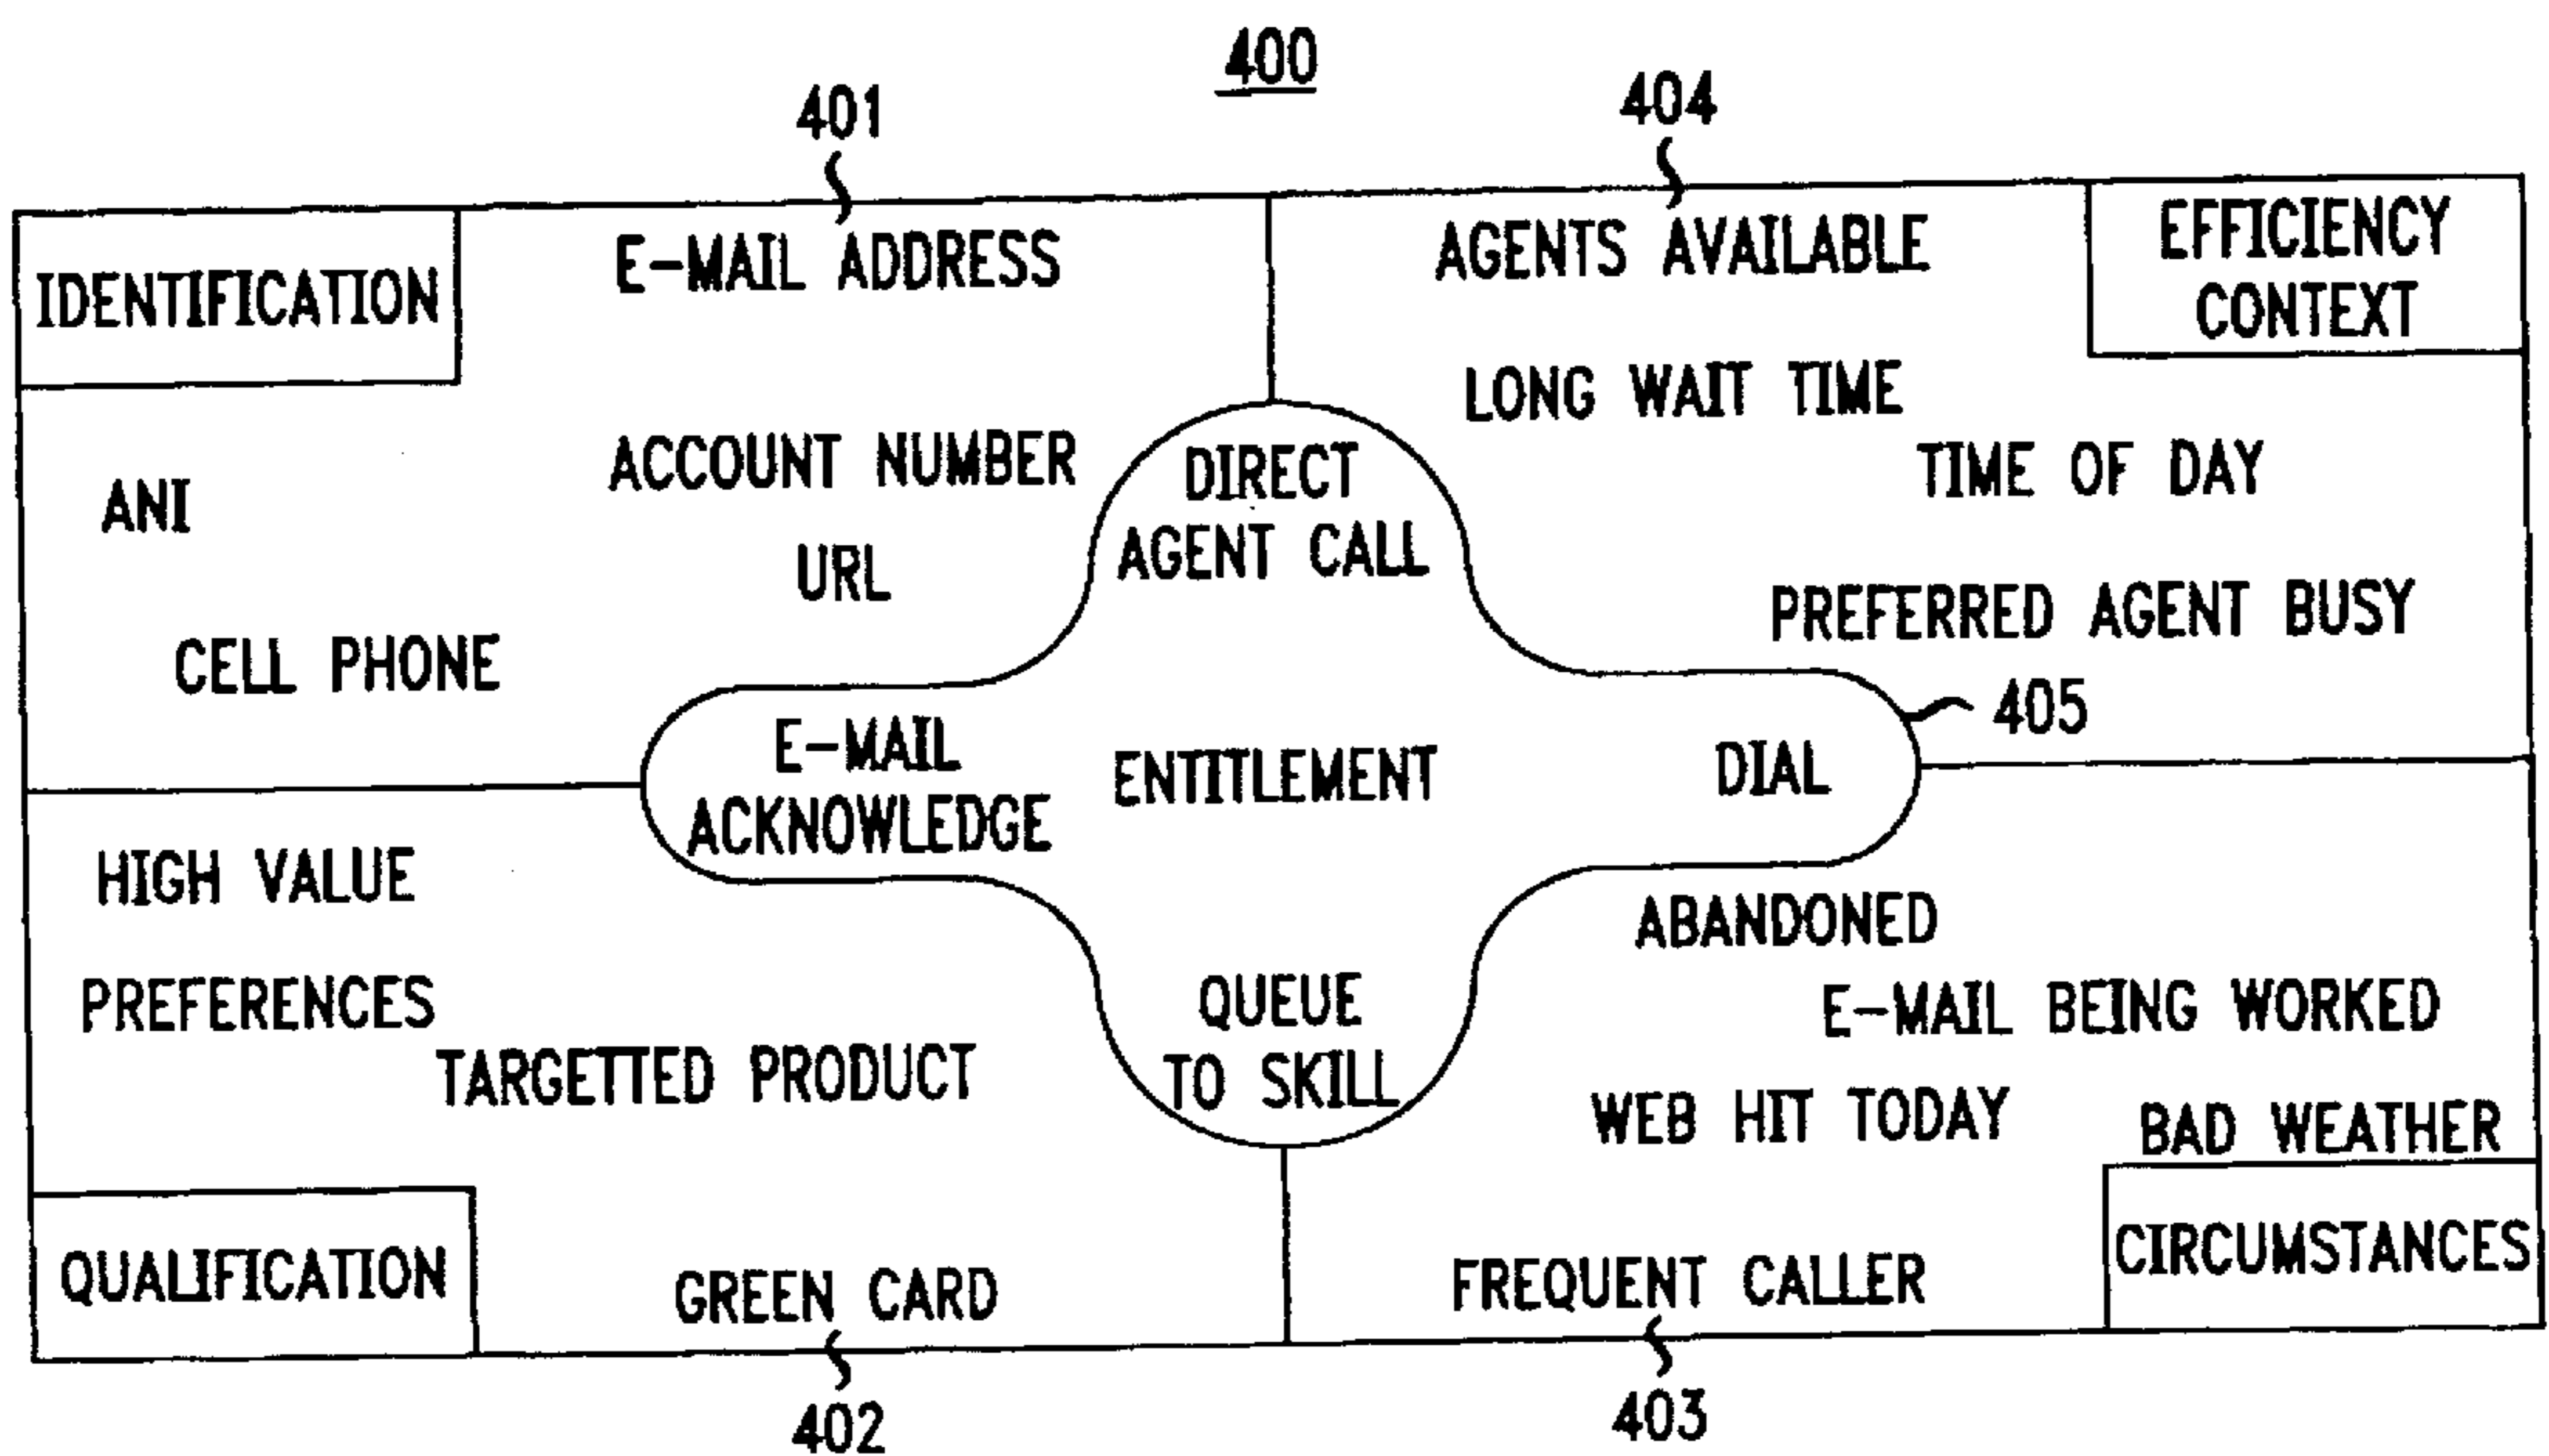 400
401
404
IDENTIFICATION
E-MAIL ADDRESS
ACCOUNT NUMBER
ANI
URL
CELL PHONE
AGENTS AVAILABLE
EFFICIENCY
CONTEXT
LONG WAIT TIME
TIME OF DAY
PREFERRED AGENT BUSY
405
DIRECT
AGENT CALL
E-MAIL
ACKNOWLEDGE
ENTITLEMENT
DIAL
QUEUE
TO SKILL
HIGH VALUE
PREFERENCES
TARGETTED PRODUCT
QUALIFICATION
GREEN CARD
ABANDONED
E-MAIL BEING WORKED
WEB HIT TODAY
BAD WEATHER
CIRCUMSTANCES
FREQUENT CALLER
402
403